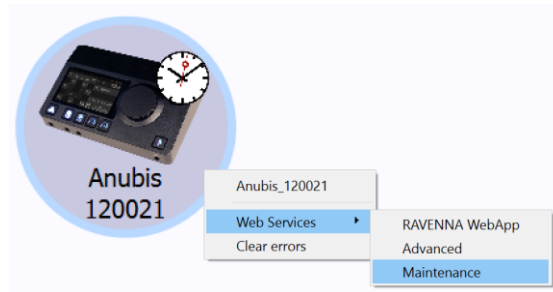 Anubis
120021
Anubis_120021
Web Services
Clear errors
RAVENNA WebApp
Advanced
Maintenance